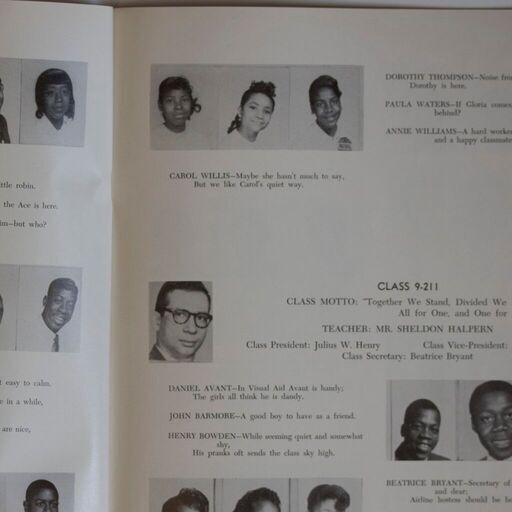 ttle robin.
the Ace is here.
im—but who?
t easy to calm.
e in a while,
are nice,
DOROTHY THOMPSON—Noise from
Dorothy is here.
PAULA WATERS—If Gloria comes
behind?
ANNIE WILLIAMS—A hard worker
and a happy classmate
CAROL WILLIS—Maybe she hasn't much to say,
But we like Carol's quiet way.
CLASS 9-211
CLASS MOTTO: "Together We Stand, Divided We
All for One, and One for
TEACHER: MR. SHELDON HALPERN
Class President: Julius W. Henry Class Vice-President:
Class Secretary: Beatrice Bryant
DANIEL AVANT—In Visual Aid Avant is handy;
The girls all think he is dandy.
JOHN BARMORE—A good boy to have as a friend.
HENRY BOWDEN—While seeming quiet and somewhat
shy,
His pranks oft sends the class sky high.
BEATRICE BRYANT—Secretary of
and dear;
Airline hostess should be